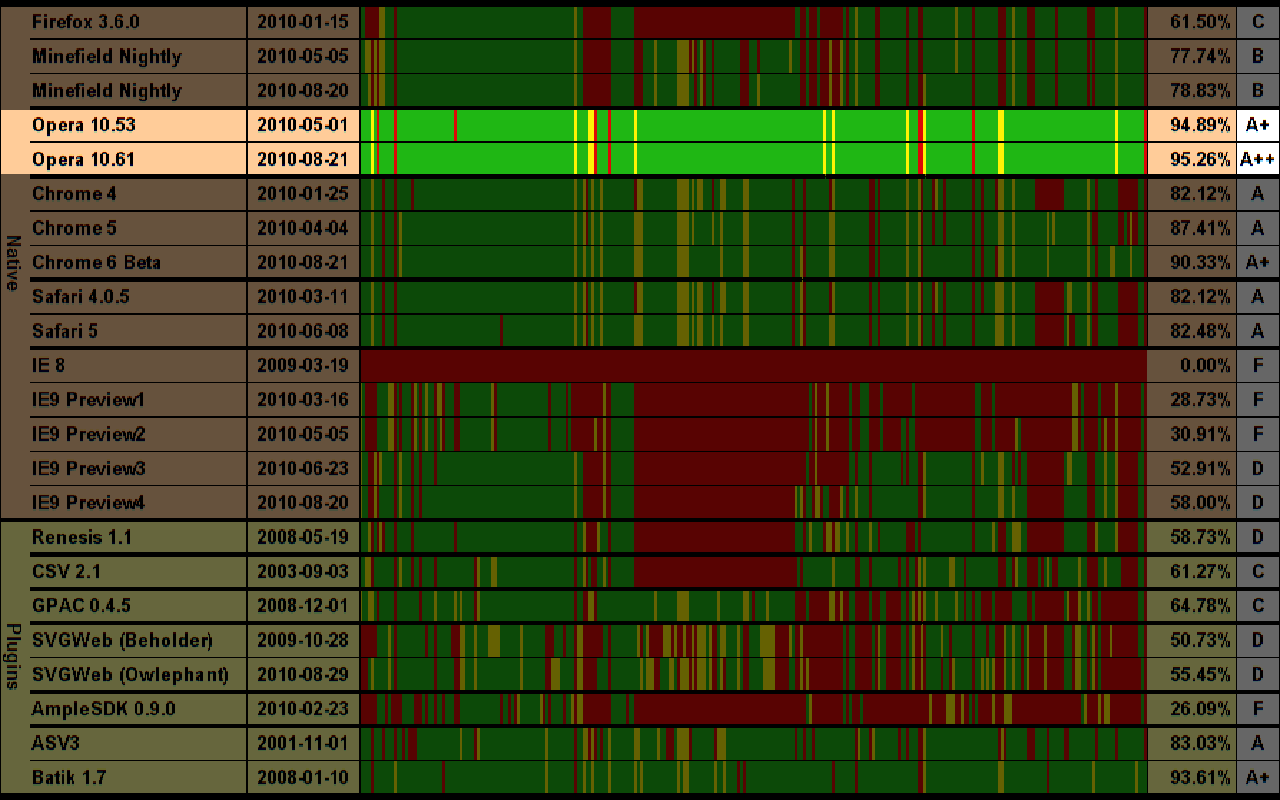 Firefox 3.6.0 2010-01-15 61.50% C
Minefield Nightly 2010-05-05 77.74% B
Minefield Nightly 2010-08-20 78.83% B
Opera 10.53 2010-05-01 94.89% A+
Opera 10.61 2010-08-21 95.26% A++
Native
Chrome 4 2010-01-25 82.12% A
Chrome 5 2010-04-04 87.41% A
Chrome 6 Beta 2010-08-21 90.33% A+
Safari 4.0.5 2010-03-11 82.12% A
Safari 5 2010-06-08 82.48% A
IE 8 2009-03-19 0.00% F
IE9 Preview1 2010-03-16 28.73% F
IE9 Preview2 2010-05-05 30.91% F
IE9 Preview3 2010-06-23 52.91% D
IE9 Preview4 2010-08-20 58.00% D
Plugins
Renesis 1.1 2008-05-19 58.73% D
CSV 2.1 2003-09-03 61.27% C
GPAC 0.4.5 2008-12-01 64.78% C
SVGWeb (Beholder) 2009-10-28 50.73% D
SVGWeb (Owlephant) 2010-08-29 55.45% D
AmpleSDK 0.9.0 2010-02-23 26.09% F
ASV3 2001-11-01 83.03% A
Batik 1.7 2008-01-10 93.61% A+